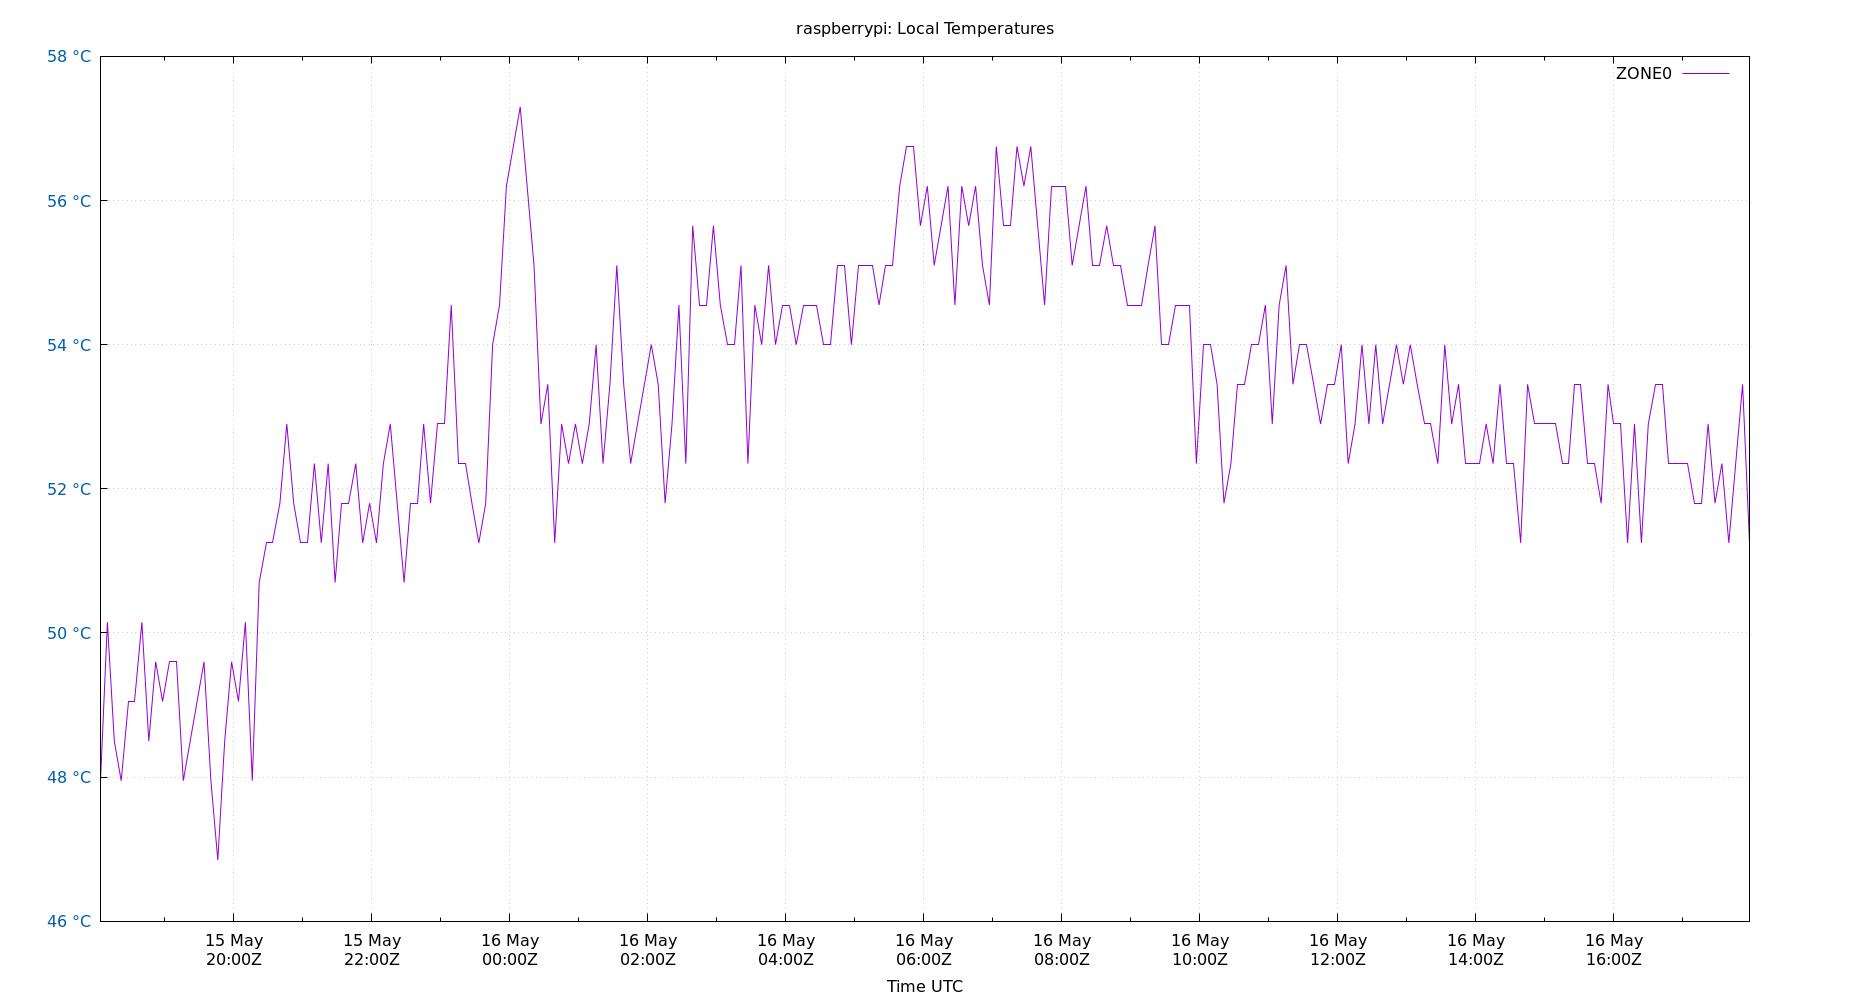 raspberrypi: Local Temperatures
58 °C
ZONE0
56 °C
54 °C
52 °C
50 °C
48 °C
46 °C
15 May 15 May 16 May 16 May 16 May 16 May 16 May 16 May 16 May 16 May 16 May
20:00Z 22:00Z 00:00Z 02:00Z 04:00Z 06:00Z 08:00Z 10:00Z 12:00Z 14:00Z 16:00Z
Time UTC